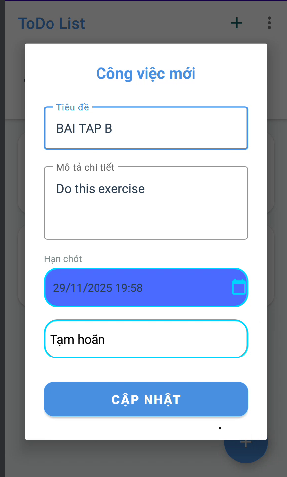 ToDo List
Công việc mới
Tiêu đề
BAI TAP B
Mô tả chi tiết
Do this exercise
Hạn chót
29/11/2025 19:58
Tạm hoãn
CẬP NHẬT